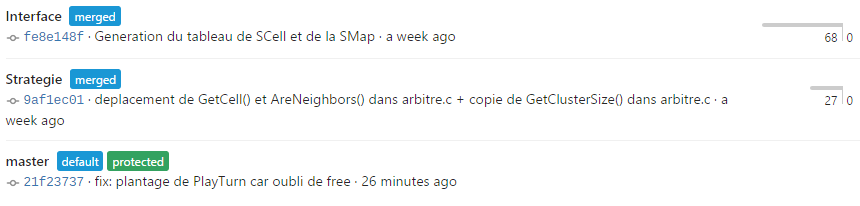 Interface merged
fe8e148f · Generation du tableau de SCell et de la SMap · a week ago 68 0
Strategie merged
9af1ec01 · deplacement de GetCell() et AreNeighbors() dans arbitre.c + copie de GetClusterSize() dans arbitre.c · a 27 0
week ago
master default protected
21f23737 · fix: plantage de PlayTurn car oubli de free · 26 minutes ago